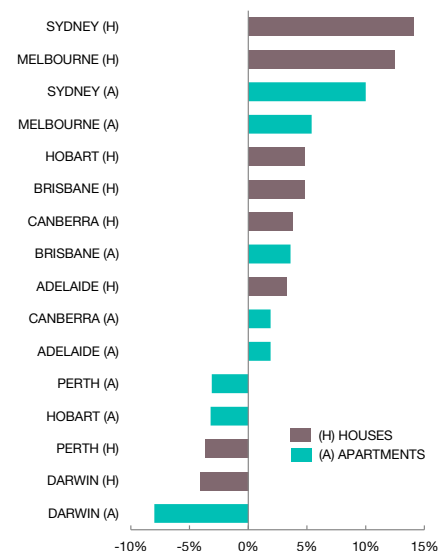 SYDNEY (H)
MELBOURNE (H)
SYDNEY (A)
MELBOURNE (A)
HOBART (H)
BRISBANE (H)
CANBERRA (H)
BRISBANE (A)
ADELAIDE (H)
CANBERRA (A)
ADELAIDE (A)
PERTH (A)
HOBART (A)
PERTH (H)
DARWIN (H)
DARWIN (A)
(H) HOUSES
(A) APARTMENTS
-10% -5% 0% 5% 10% 15%